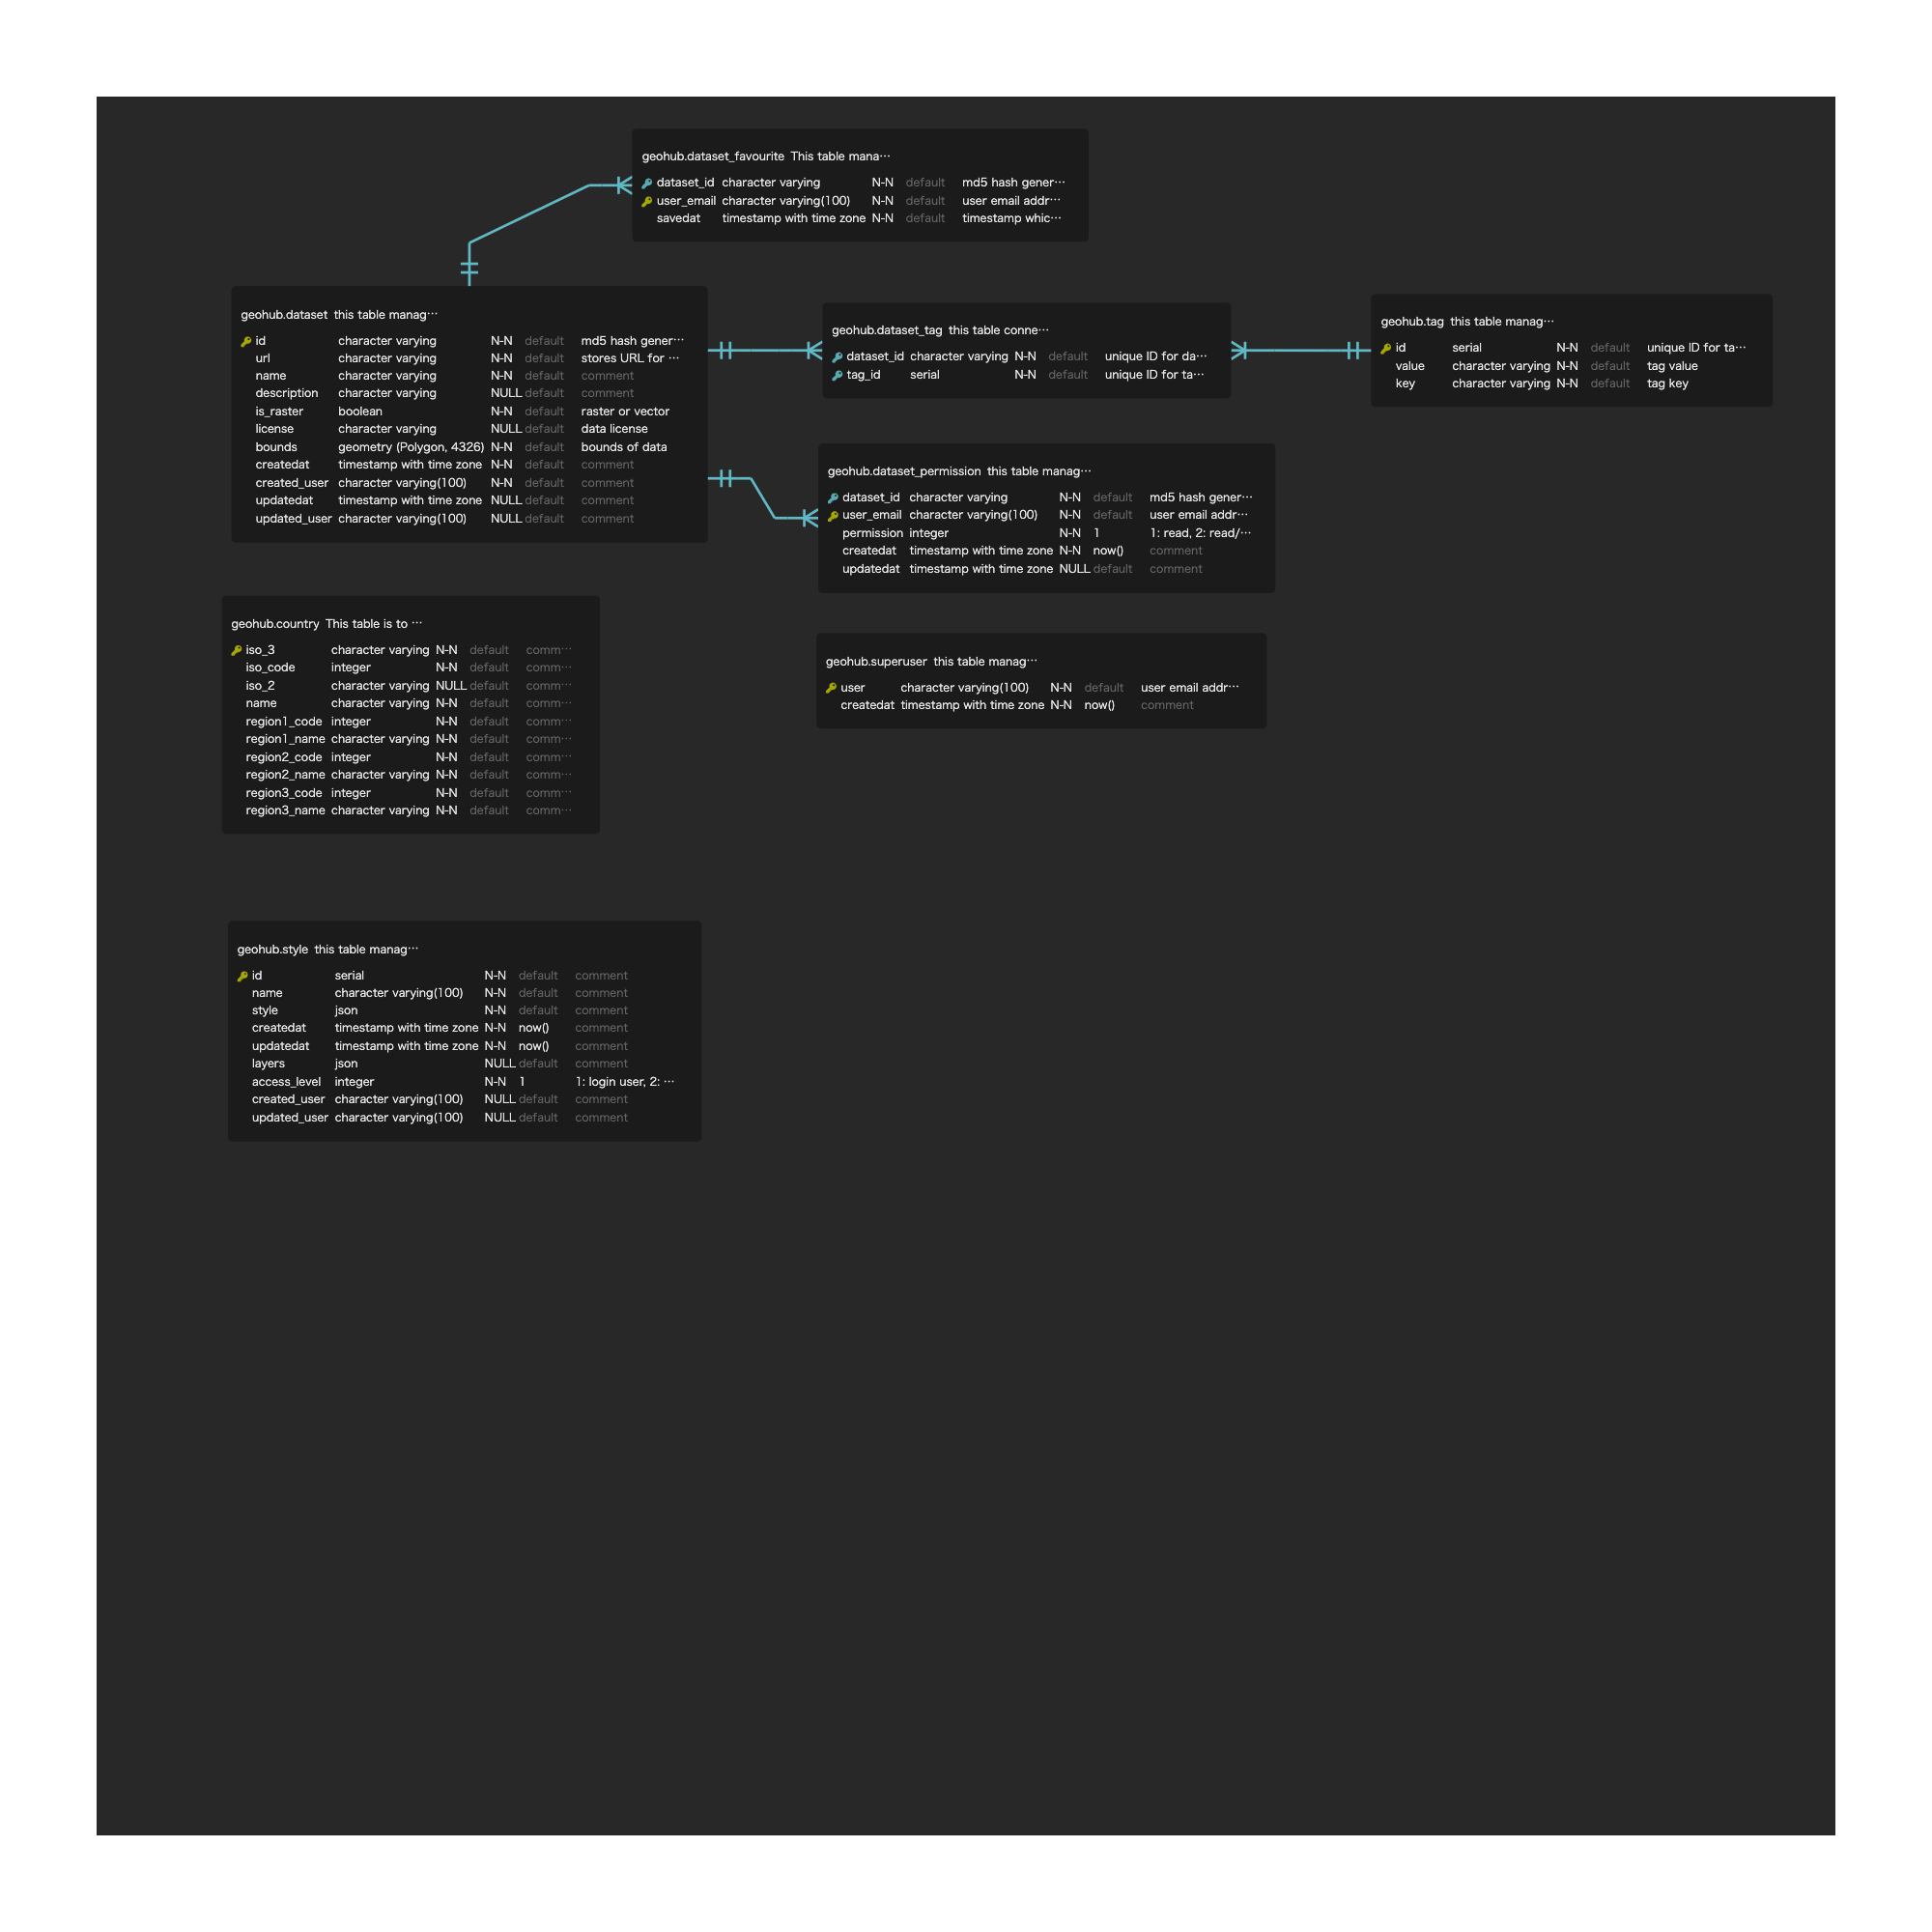 geohub.dataset_favourite This table mana…
dataset_id character varying N-N default md5 hash gener…
user_email character varying(100) N-N default user email addr…
savedat timestamp with time zone N-N default timestamp whic…
geohub.dataset this table manag…
id character varying N-N default md5 hash gener…
url character varying N-N default stores URL for …
name character varying N-N default comment
description character varying NULL default comment
is_raster boolean N-N default raster or vector
license character varying NULL default data license
bounds geometry (Polygon, 4326) N-N default bounds of data
createdat timestamp with time zone N-N default comment
created_user character varying(100) N-N default comment
updatedat timestamp with time zone NULL default comment
updated_user character varying(100) NULL default comment
geohub.dataset_tag this table conne…
dataset_id character varying N-N default unique ID for da…
tag_id serial N-N default unique ID for ta…
geohub.tag this table manag…
id serial N-N default unique ID for ta…
value character varying N-N default tag value
key character varying N-N default tag key
geohub.dataset_permission this table manag…
dataset_id character varying N-N default md5 hash gener…
user_email character varying(100) N-N default user email addr…
permission integer N-N 1 1: read, 2: read/…
createdat timestamp with time zone N-N now() comment
updatedat timestamp with time zone NULL default comment
geohub.country This table is to …
iso_3 character varying N-N default comm…
iso_code integer N-N default comm…
iso_2 character varying NULL default comm…
name character varying N-N default comm…
region1_code integer N-N default comm…
region1_name character varying N-N default comm…
region2_code integer N-N default comm…
region2_name character varying N-N default comm…
region3_code integer N-N default comm…
region3_name character varying N-N default comm…
geohub.superuser this table manag…
user character varying(100) N-N default user email addr…
createdat timestamp with time zone N-N now() comment
geohub.style this table manag…
id serial N-N default comment
name character varying(100) N-N default comment
style json N-N default comment
createdat timestamp with time zone N-N now() comment
updatedat timestamp with time zone N-N now() comment
layers json NULL default comment
access_level integer N-N 1 1: login user, 2: …
created_user character varying(100) NULL default comment
updated_user character varying(100) NULL default comment